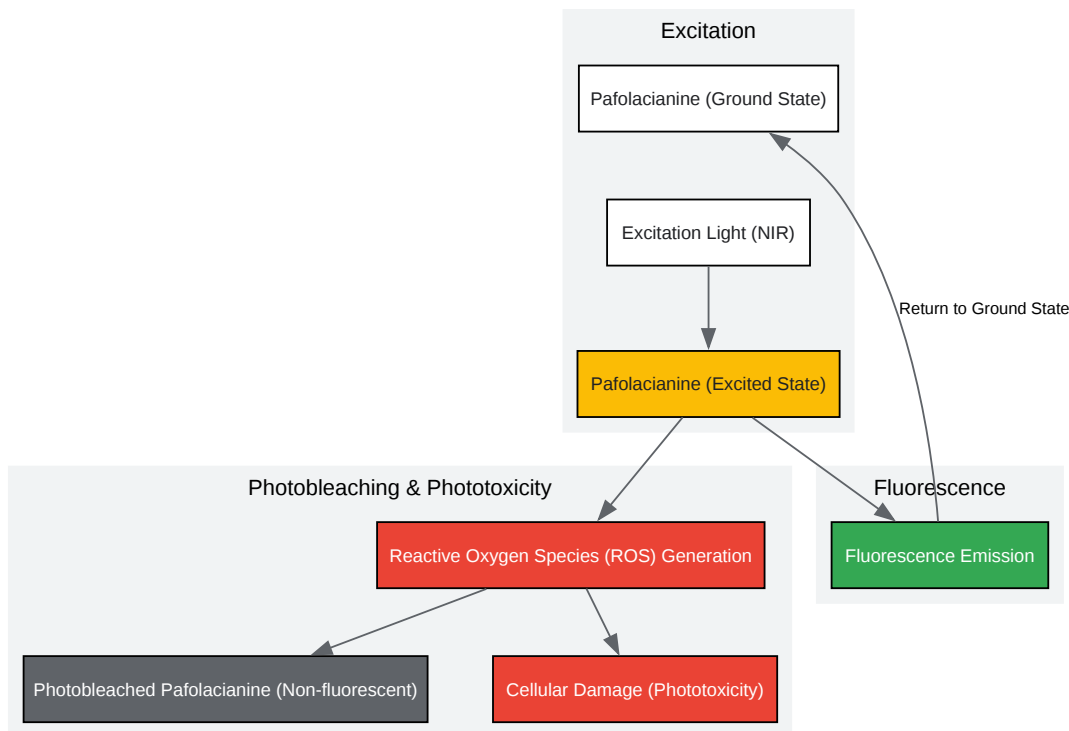 Excitation
Pafolacianine (Ground State)
Excitation Light (NIR)
Return to Ground State
Pafolacianine (Excited State)
Photobleaching & Phototoxicity
Fluorescence
Reactive Oxygen Species (ROS) Generation
Fluorescence Emission
Photobleached Pafolacianine (Non-fluorescent)
Cellular Damage (Phototoxicity)